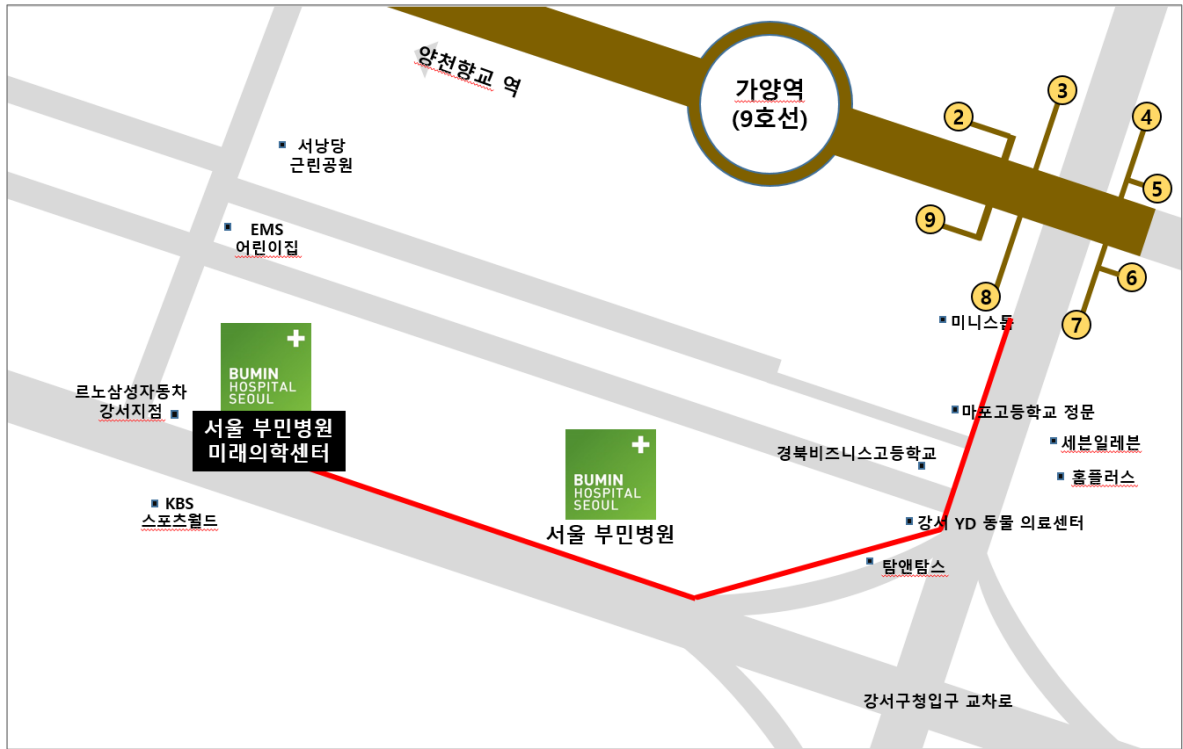 양천향교 역
가양역
(9호선)
2
3
4
5
9
6
8
7
서낭당
근린공원
EMS
어린이집
미니스톱
BUMIN
HOSPITAL
SEOUL
르노삼성자동차
강서지점
서울 부민병원
미래의학센터
마포고등학교 정문
세븐일레븐
경북비즈니스고등학교
홈플러스
BUMIN
HOSPITAL
SEOUL
서울 부민병원
KBS
스포츠월드
강서 YD 동물 의료센터
탐앤탐스
강서구청입구 교차로